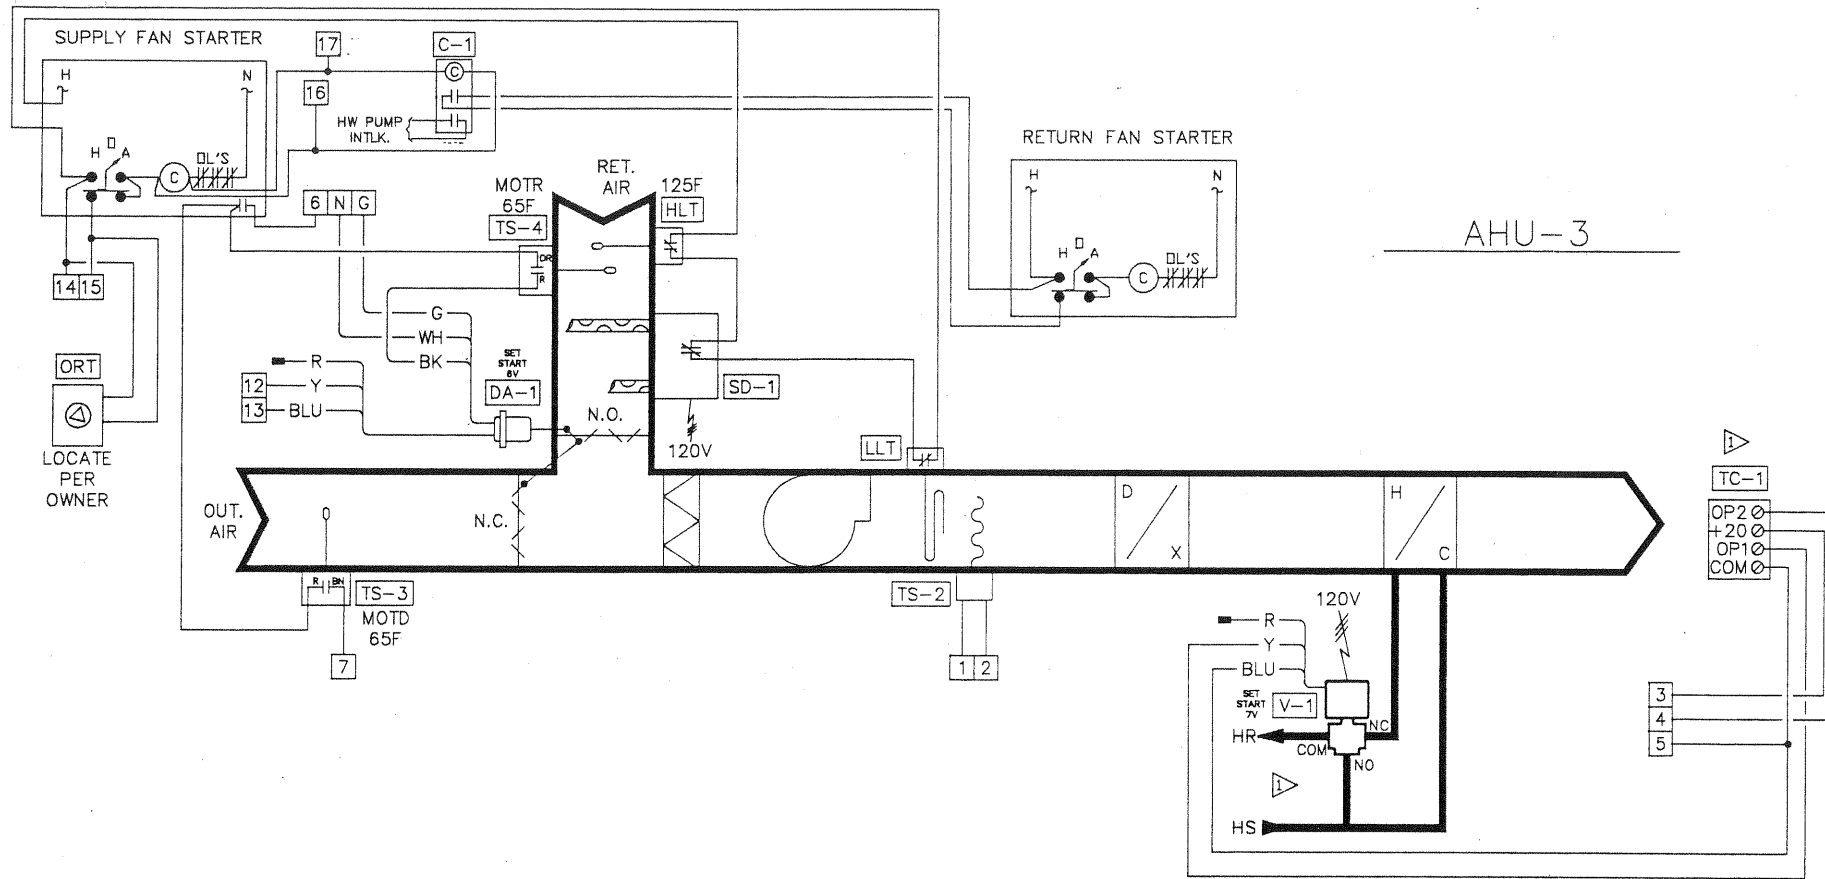 SUPPLY FAN STARTER
H
N
H
O
A
C
OL'S
17
16
C-1
C
HW PUMP
INTLK.
RETURN FAN STARTER
H
N
H
O
A
C
OL'S
AHU-3
6 N G
14 15
ORT
LOCATE
PER
OWNER
MOTR
65F
TS-4
OR
R
RET.
AIR
125F
HLT
G
WH
BK
R
12 Y
13 BLU
SET
START
6V
DA-1
N.O.
SD-1
120V
LLT
OUT.
AIR
N.C.
D
X
H
C
R BN
TS-3
MOTD
65F
7
TS-2
1 2
1
TC-1
OP2
+20
OP1
COM
120V
R
Y
BLU
SET
START
7V
V-1
NC
HR
COM
NO
1
HS
3
4
5